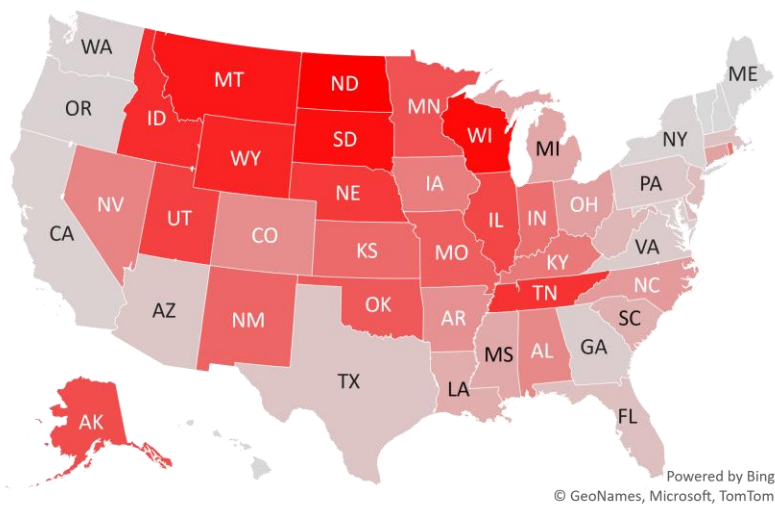 WA
ME
MT
ND
OR
MN
ID
WI
SD
NY
MI
WY
PA
IA
NE
NV
OH
UT
IL
IN
CO
CA
VA
KS
MO
KY
NC
TN
OK
AZ
NM
AR
SC
MS
AL
GA
TX
LA
FL
AK
Powered by Bing
© GeoNames, Microsoft, TomTom